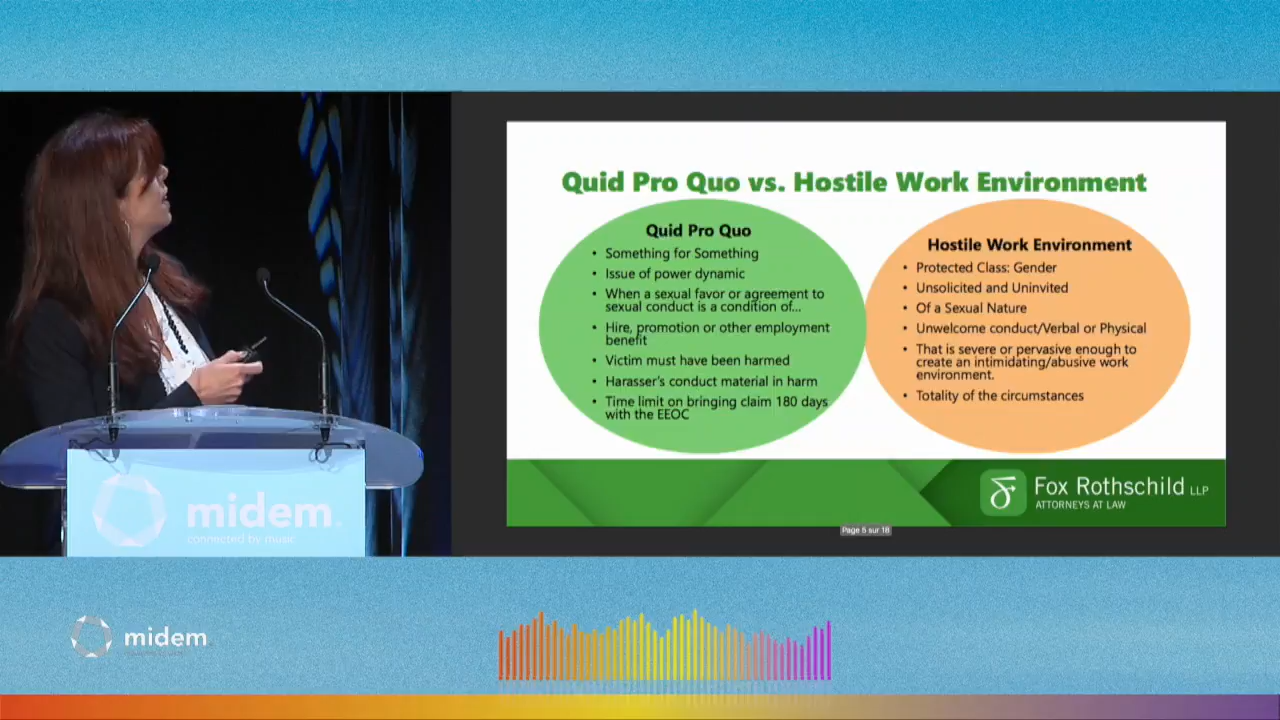 Quid Pro Quo vs. Hostile Work Environment
Quid Pro Quo
• Something for Something
• Issue of power dynamic
• When a sexual favor or agreement to
sexual conduct is a condition of...
• Hire, promotion or other employment
benefit
• Victim must have been harmed
• Harasser's conduct material in harm
• Time limit on bringing claim 180 days
with the EEOC
Hostile Work Environment
• Protected Class: Gender
• Unsolicited and Uninvited
• Of a Sexual Nature
• Unwelcome conduct/Verbal or Physical
• That is severe or pervasive enough to
create an intimidating/abusive work
environment.
• Totality of the circumstances
Fox Rothschild LLP
ATTORNEYS AT LAW
Page 5 sur 18
midem
connected by music
midem